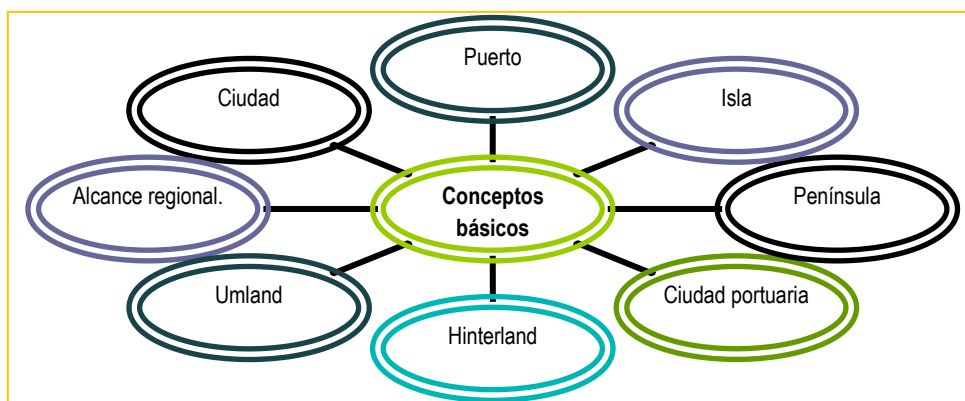 Puerto
Ciudad
Isla
Alcance regional.
Conceptos
básicos
Península
Umland
Ciudad portuaria
Hinterland